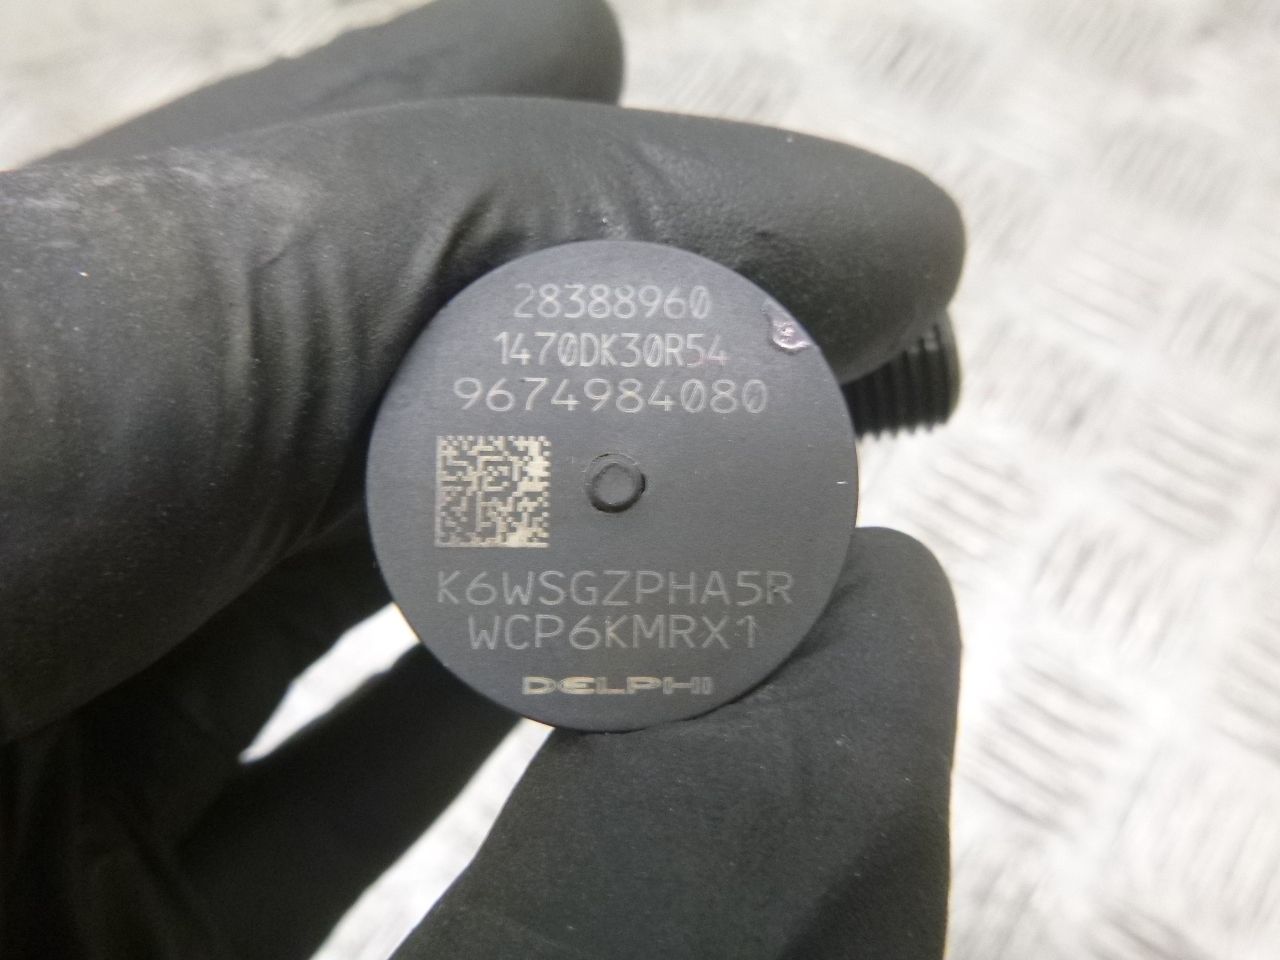 28388960
1470DK30R54
9674984080
K6WSGZPHA5R
WCP6KMRX1
DELPHI